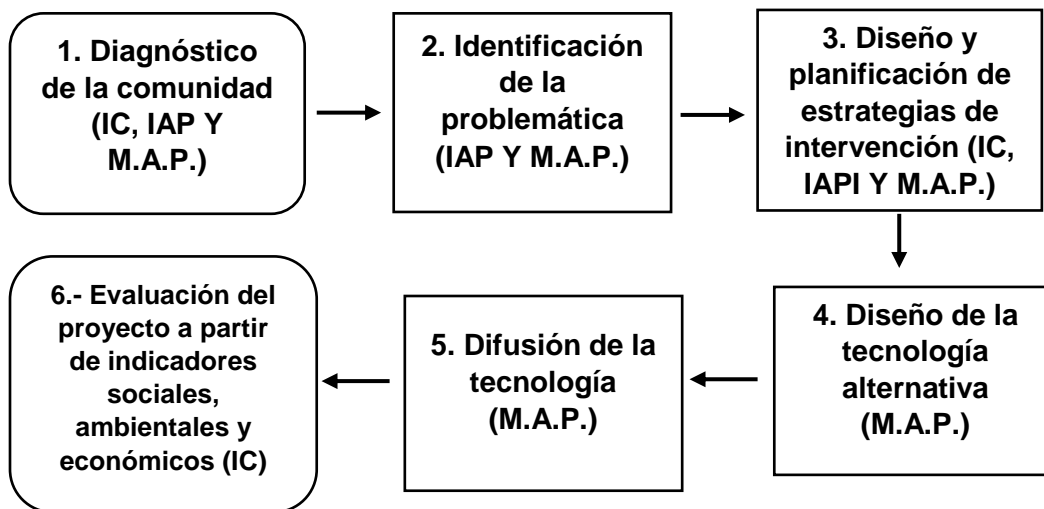 1. Diagnóstico
de la comunidad
(IC, IAP Y
M.A.P.)
2. Identificación
de la
problemática
(IAP Y M.A.P.)
3. Diseño y
planificación de
estrategias de
intervención (IC,
IAPI Y M.A.P.)
4. Diseño de la
tecnología
alternativa
(M.A.P.)
5. Difusión de la
tecnología
(M.A.P.)
6.- Evaluación del
proyecto a partir
de indicadores
sociales,
ambientales y
económicos (IC)